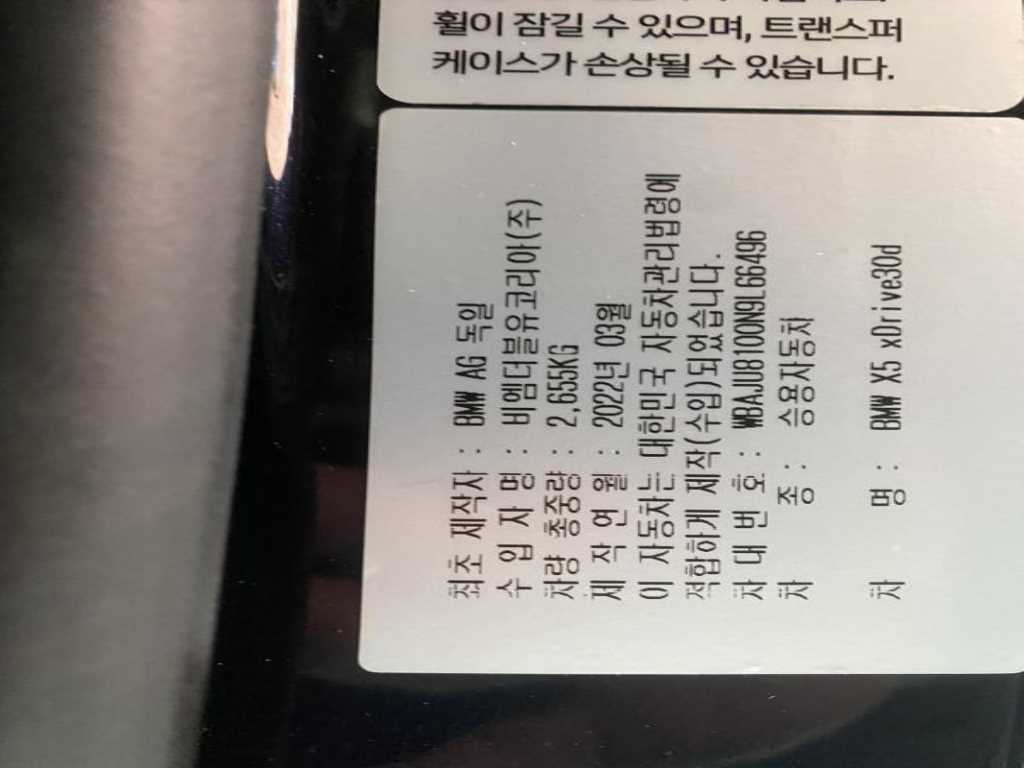 휠이 잠길 수 있으며, 트랜스퍼
케이스가 손상될 수 있습니다.
최초 제작자 : BMW AG 독일
수 입 자 명 : 비엠더블유코리아(주)
차량 총중량 : 2,655KG
제 작 연 월 : 2022년 03월
이 자동차는 대한민국 자동차관리법령에
적합하게 제작(수입)되었습니다.
차 대 번 호 : WBAJU8100N9L66496
차 종 : 승용자동차
차 명 : BMW X5 xDrive30d